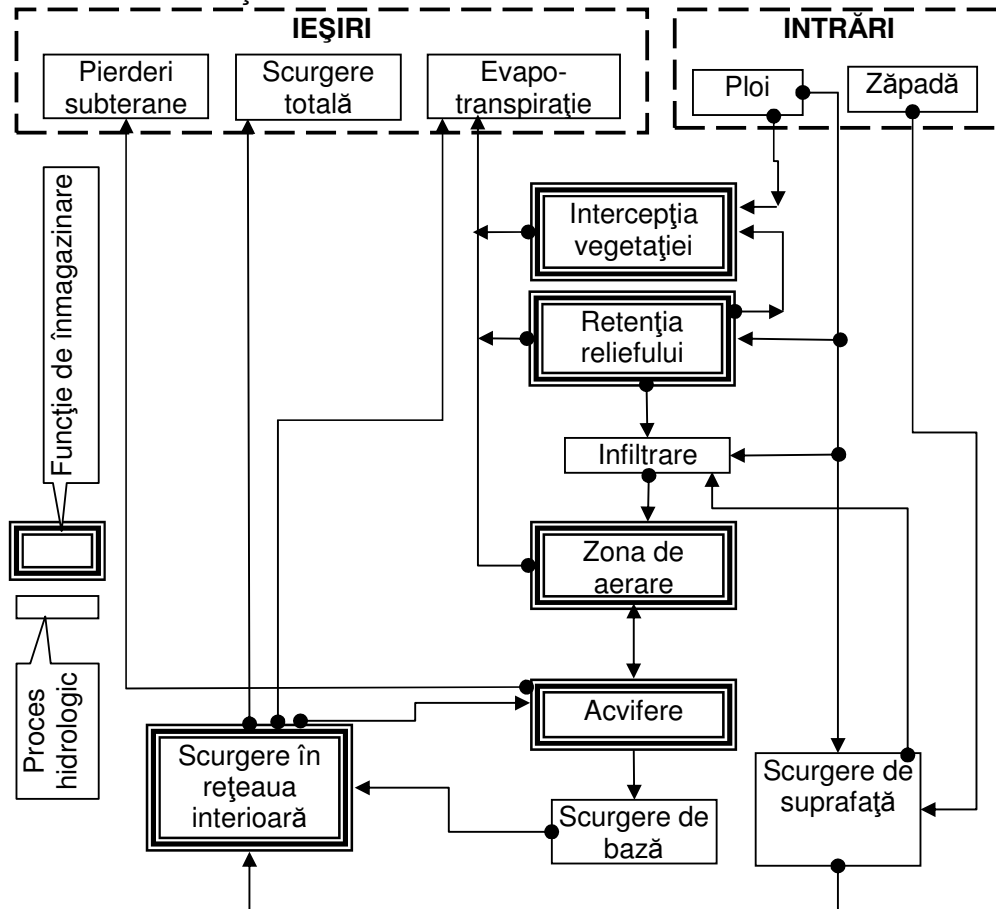 IEŞIRI
INTRĂRI
Pierderi
subterane
Scurgere
totală
Evapo-
transpiraţie
Ploi
Zăpadă
Funcţie de înmagazinare
Intercepţia
vegetaţiei
Retenţia
reliefului
Infiltrare
Zona de
aerare
Proces
hidrologic
Acvifere
Scurgere în
reţeaua
interioară
Scurgere de
bază
Scurgere de
suprafaţă